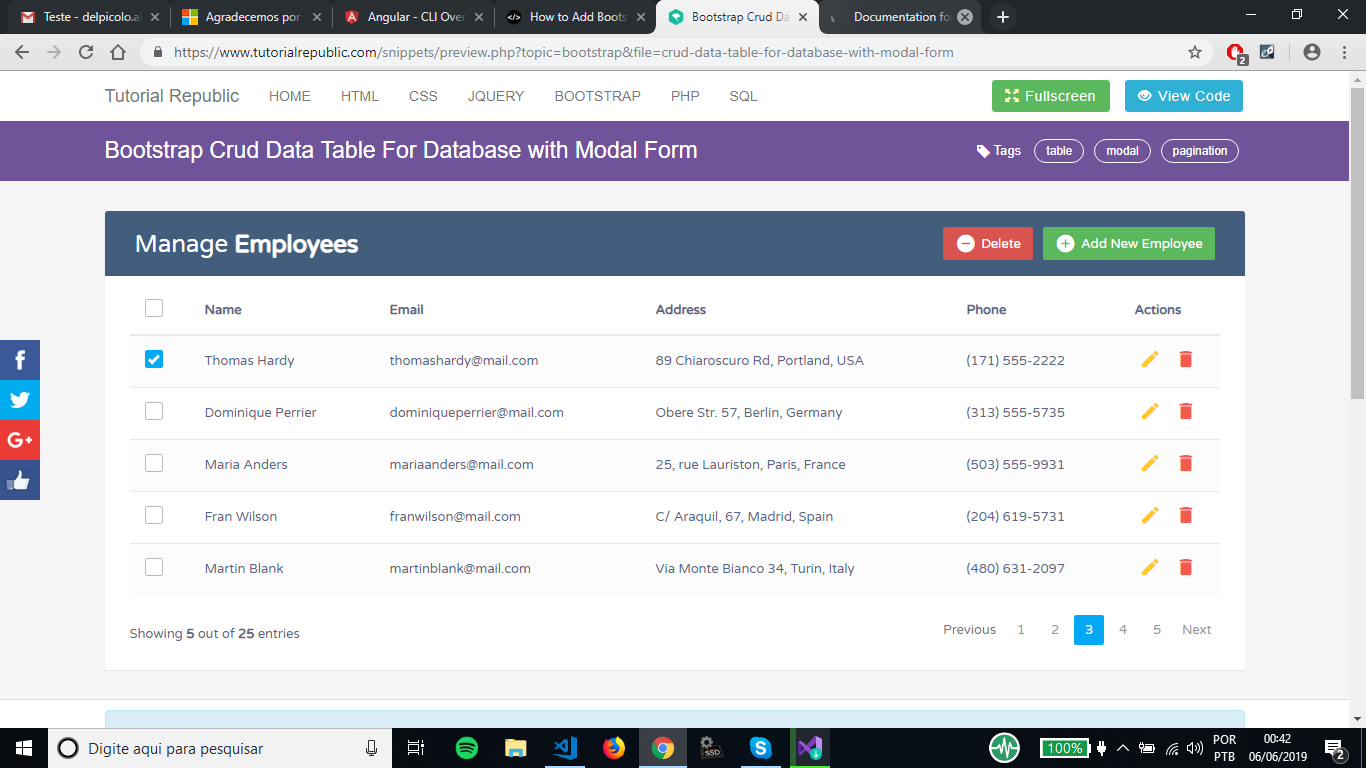 Teste - delpicolo.al Agradecemos por Angular - CLI Over How to Add Boots Bootstrap Crud Da Documentation fo
https://www.tutorialrepublic.com/snippets/preview.php?topic=bootstrap&file=crud-data-table-for-database-with-modal-form 2
Tutorial Republic HOME HTML CSS JQUERY BOOTSTRAP PHP SQL Fullscreen View Code
Bootstrap Crud Data Table For Database with Modal Form Tags table modal pagination
Manage Employees Delete Add New Employee
Name Email Address Phone Actions
Thomas Hardy thomashardy@mail.com 89 Chiaroscuro Rd, Portland, USA (171) 555-2222
Dominique Perrier dominiqueperrier@mail.com Obere Str. 57, Berlin, Germany (313) 555-5735
Maria Anders mariaanders@mail.com 25, rue Lauriston, Paris, France (503) 555-9931
Fran Wilson franwilson@mail.com C/ Araquil, 67, Madrid, Spain (204) 619-5731
Martin Blank martinblank@mail.com Via Monte Bianco 34, Turin, Italy (480) 631-2097
Showing 5 out of 25 entries Previous 1 2 3 4 5 Next
Digite aqui para pesquisar SSD 100% POR 00:42
PTB 06/06/2019 2